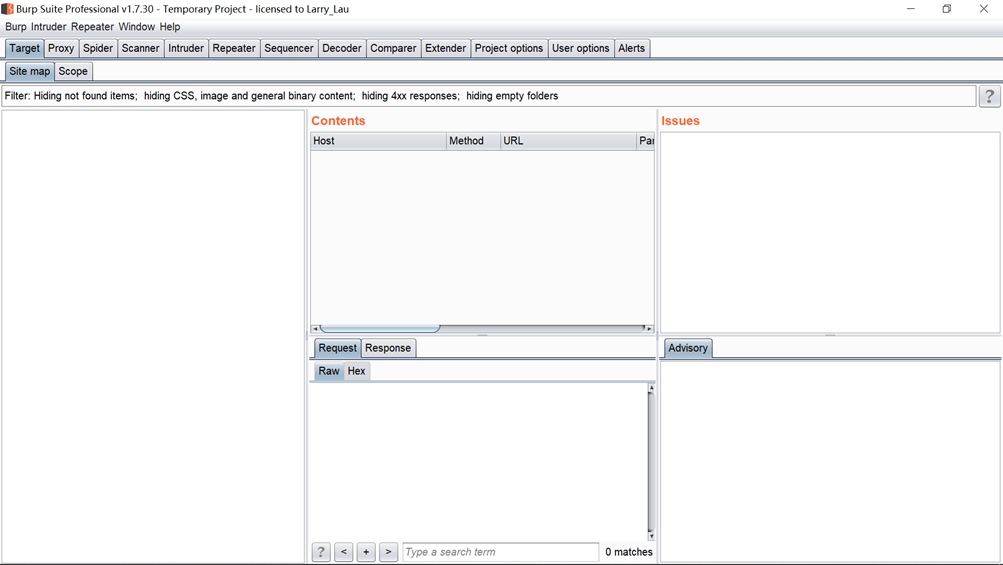 Burp Suite Professional v1.7.30 - Temporary Project - licensed to Larry_Lau
Burp Intruder Repeater Window Help
Target Proxy Spider Scanner Intruder Repeater Sequencer Decoder Comparer Extender Project options User options Alerts
Site map Scope
Filter: Hiding not found items; hiding CSS, image and general binary content; hiding 4xx responses; hiding empty folders
?
Contents
Host Method URL Par
Request Response
Raw Hex
? < + > Type a search term 0 matches
Issues
Advisory